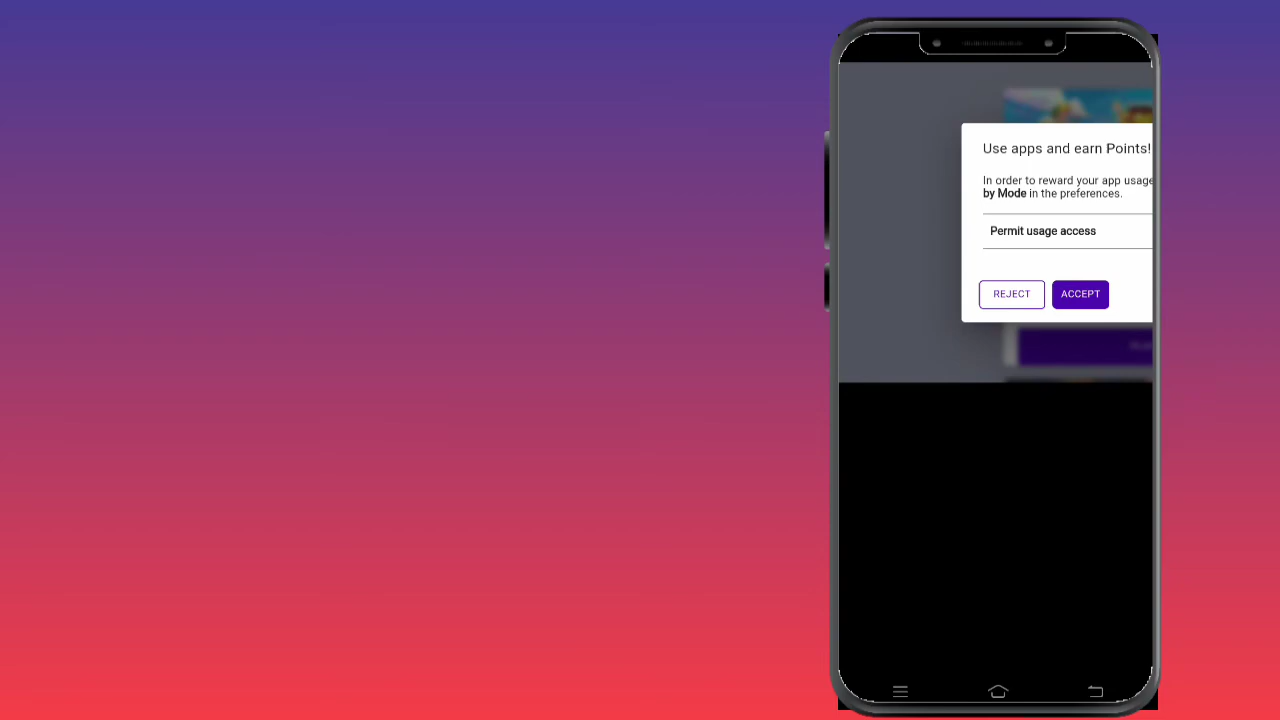 Use apps and earn Points!
In order to reward your app usage
by Mode in the preferences.
Permit usage access
REJECT
ACCEPT